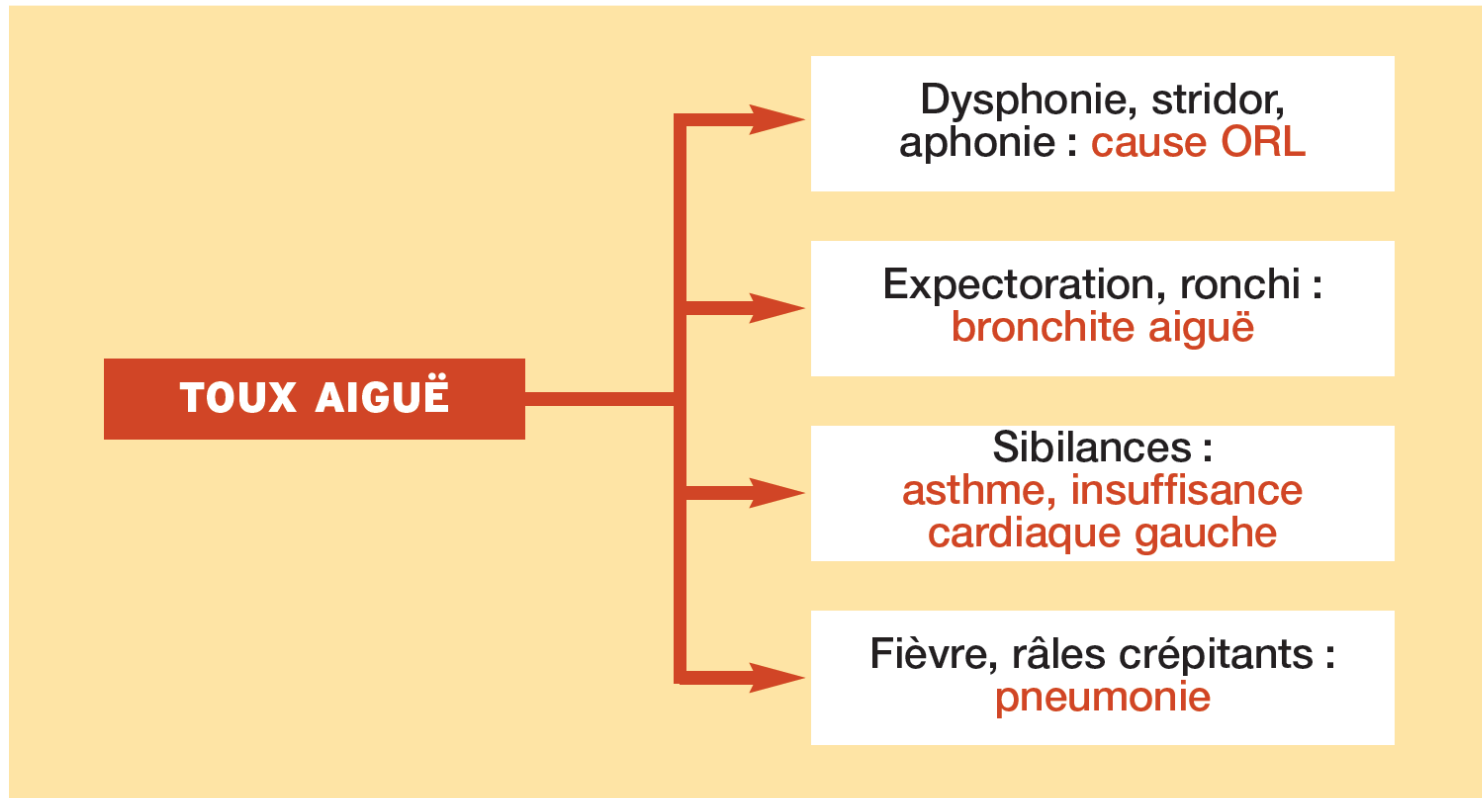 TOUX AIGUË
Dysphonie, stridor,
aphonie : cause ORL
Expectoration, ronchi :
bronchite aiguë
Sibilances :
asthme, insuffisance
cardiaque gauche
Fièvre, râles crépitants :
pneumonie